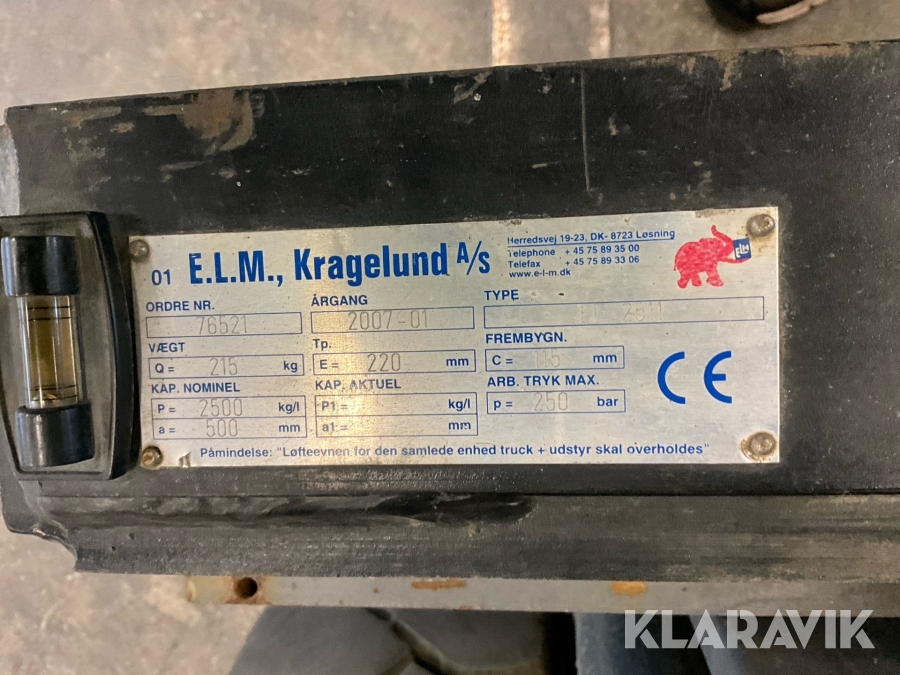 01 E.L.M., Kragelund A/s
Herredsvej 19-23, DK- 8723 Løsning
Telephone + 45 75 89 35 00
Telefax + 45 75 89 33 06
www.e-l-m.dk
ELM
ORDRE NR. ÅRGANG TYPE
76521 2007-01
VÆGT Tp. FREMBYGN.
Q = 215 kg E = 220 mm C = mm
KAP. NOMINEL KAP. AKTUEL ARB. TRYK MAX.
P = 2500 kg/l P1 = kg/l p = 250 bar
a = 500 mm a1 = mm
CE
Påmindelse: "Løfteevnen for den samlede enhed truck + udstyr skal overholdes"
KLARAVIK